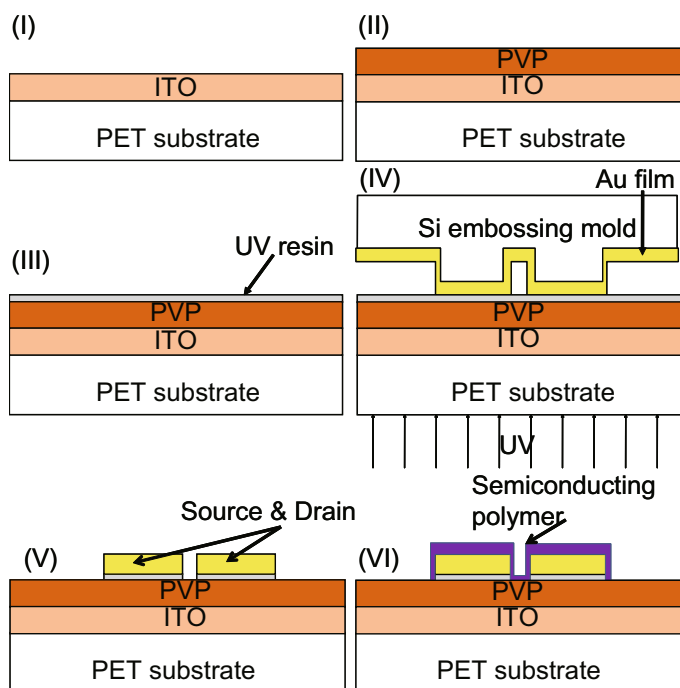 (I)
ITO
PET substrate
(II)
PVP
ITO
PET substrate
(III)
UV resin
PVP
ITO
PET substrate
(IV)
Au film
Si embossing mold
PVP
ITO
PET substrate
UV
(V)
Source & Drain
PVP
ITO
PET substrate
(VI)
Semiconducting
polymer
PVP
ITO
PET substrate